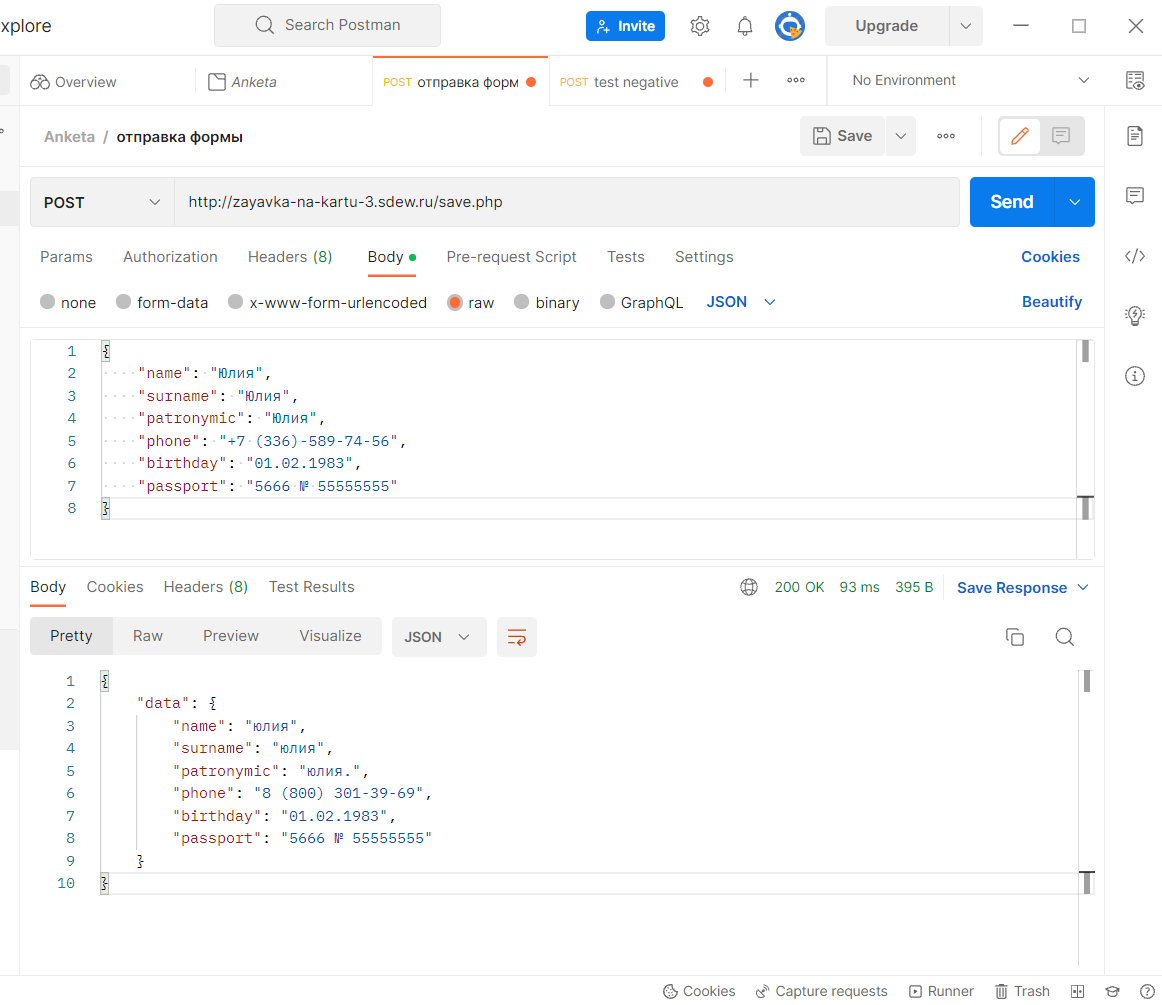 xplore
Search Postman
Invite
Upgrade
Overview
Anketa
POST отправка форм
POST test negative
No Environment
Anketa / отправка формы
Save
POST
http://zayavka-na-kartu-3.sdew.ru/save.php
Send
Params Authorization Headers (8) Body Pre-request Script Tests Settings Cookies
none form-data x-www-form-urlencoded raw binary GraphQL JSON Beautify
1 {
2 "name": "Юлия",
3 "surname": "Юлия",
4 "patronymic": "Юлия",
5 "phone": "+7 (336)-589-74-56",
6 "birthday": "01.02.1983",
7 "passport": "5666 № 55555555"
8 }
Body Cookies Headers (8) Test Results 200 OK 93 ms 395 B Save Response
Pretty Raw Preview Visualize JSON
1 {
2 "data": {
3 "name": "юлия",
4 "surname": "юлия",
5 "patronymic": "юлия.",
6 "phone": "8 (800) 301-39-69",
7 "birthday": "01.02.1983",
8 "passport": "5666 № 55555555"
9 }
10 }
Cookies Capture requests Runner Trash